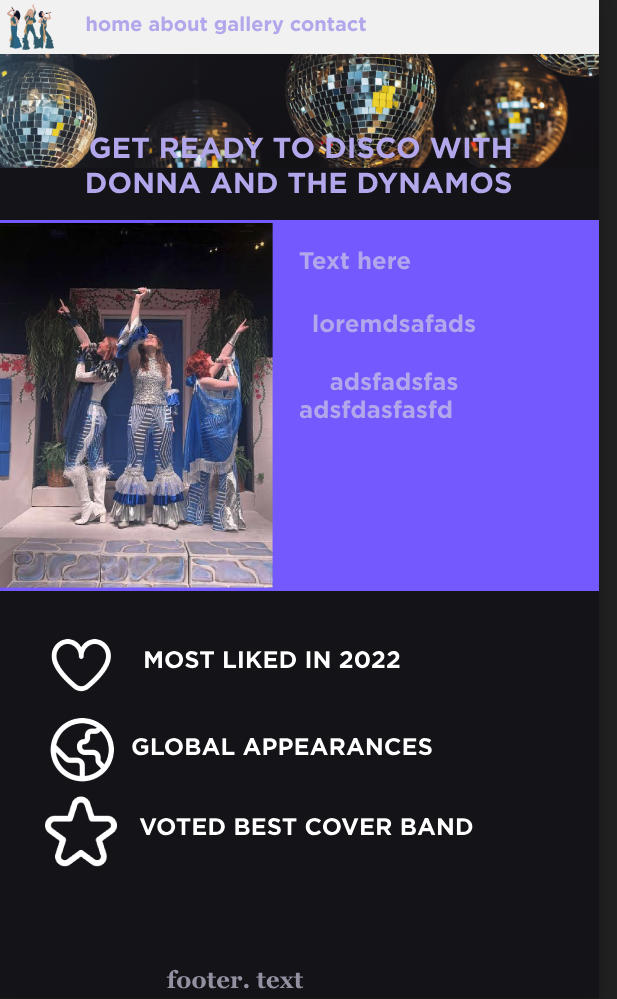 home about gallery contact
GET READY TO DISCO WITH
DONNA AND THE DYNAMOS
Text here
loremdsafads
adsfadsfas
adsfdasfasfd
MOST LIKED IN 2022
GLOBAL APPEARANCES
VOTED BEST COVER BAND
footer. text